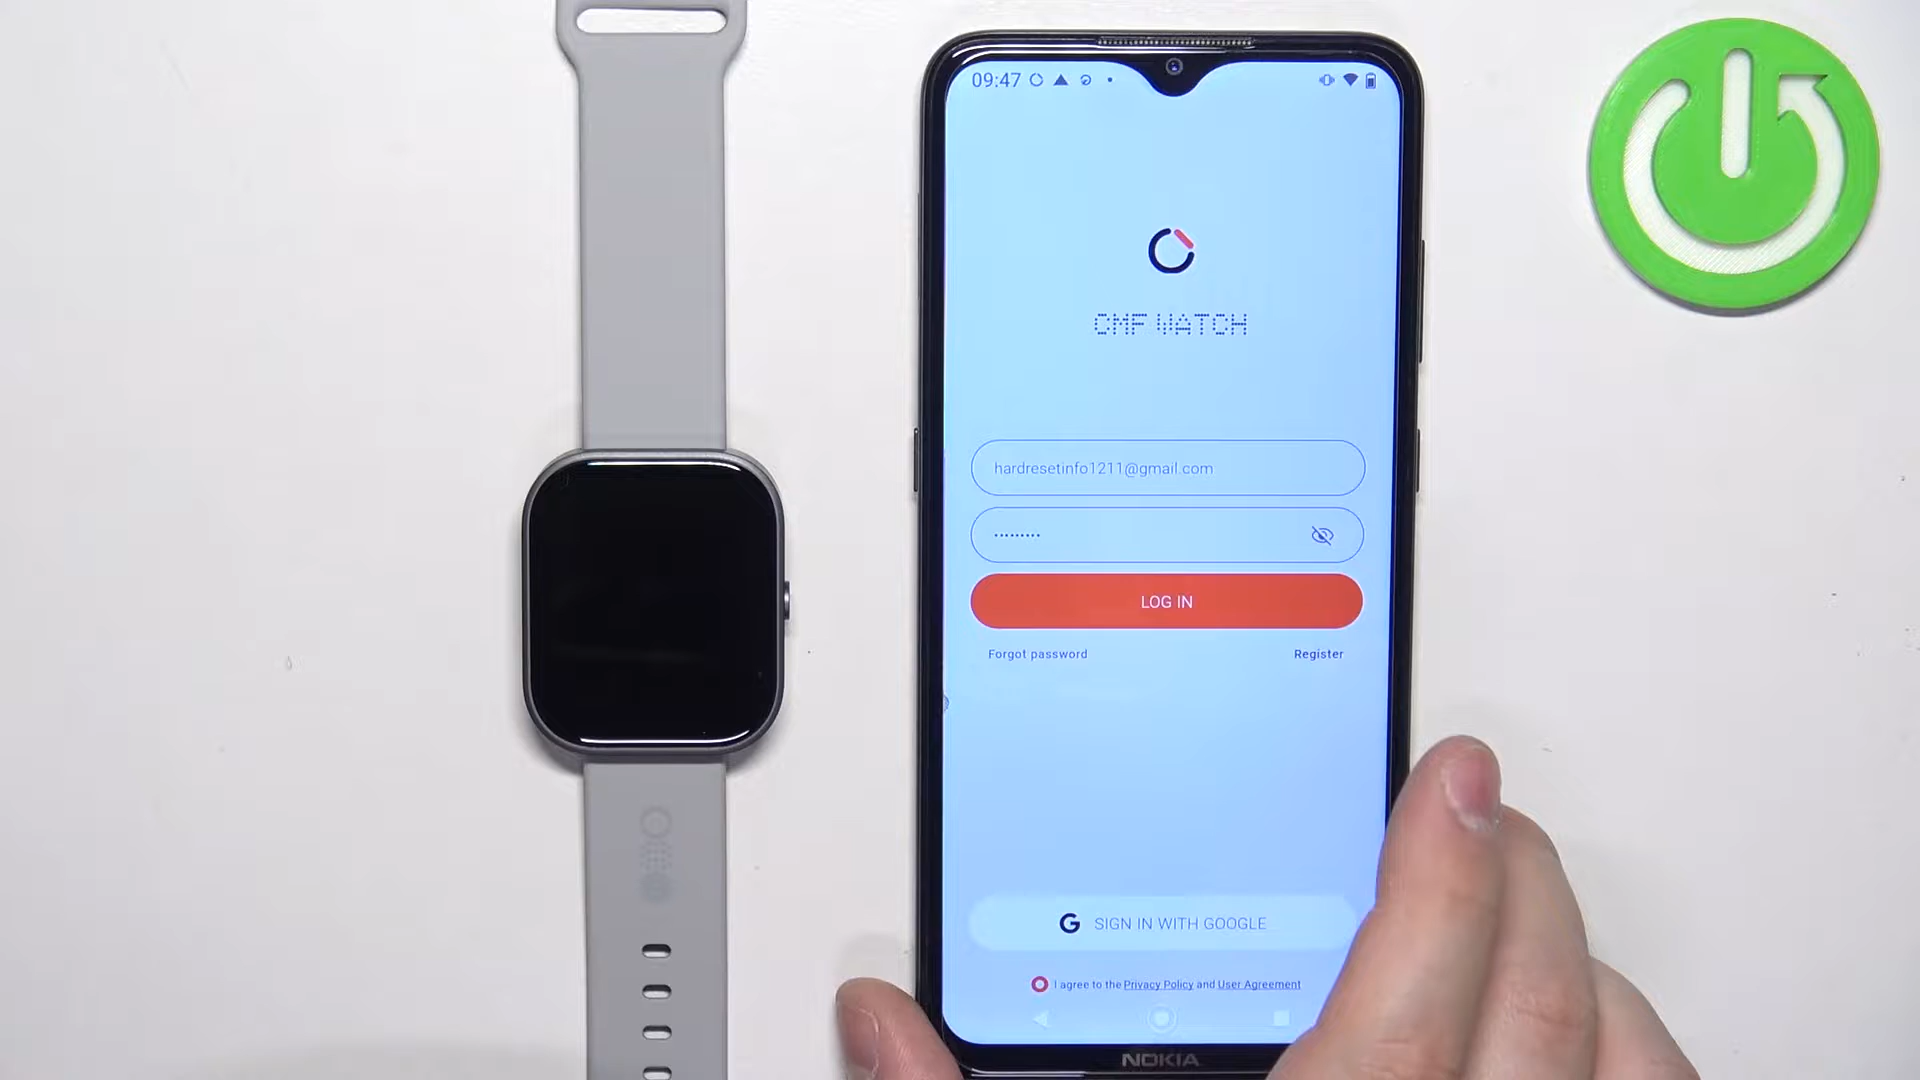 09:47
CMF WATCH
hardresetinfo1211@gmail.com
•••••••••
LOG IN
Forgot password
Register
G SIGN IN WITH GOOGLE
I agree to the Privacy Policy and User Agreement
NOKIA